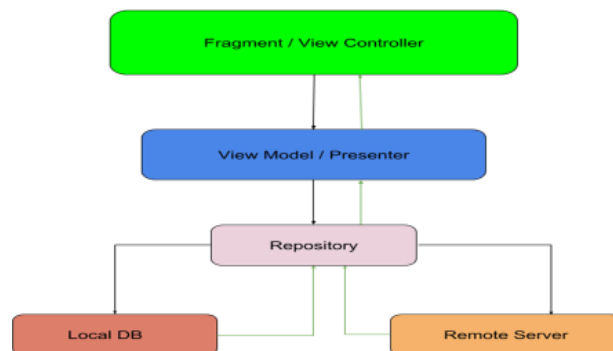 Fragment / View Controller
View Model / Presenter
Repository
Local DB
Remote Server